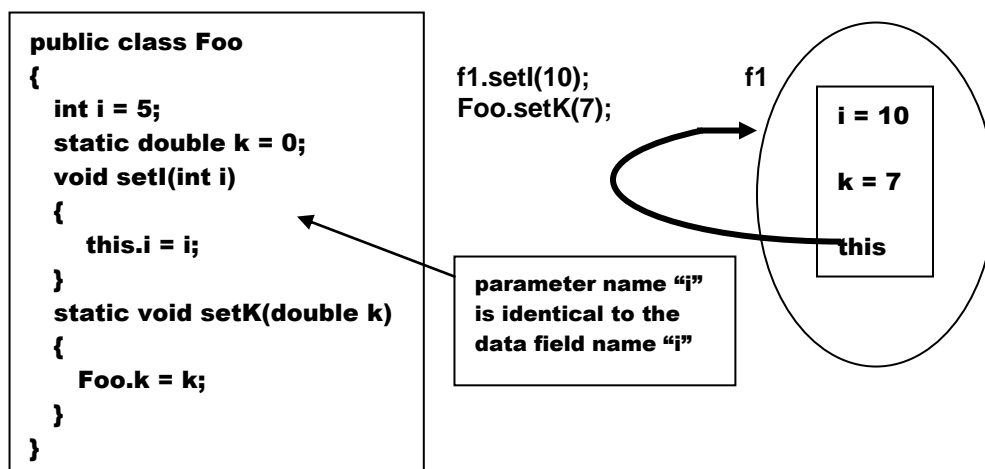 public class Foo
{
int i = 5;
static double k = 0;
void setI(int i)
{
this.i = i;
}
static void setK(double k)
{
Foo.k = k;
}
}
f1.setI(10);
Foo.setK(7);
parameter name “i”
is identical to the
data field name “i”
f1
i = 10
k = 7
this